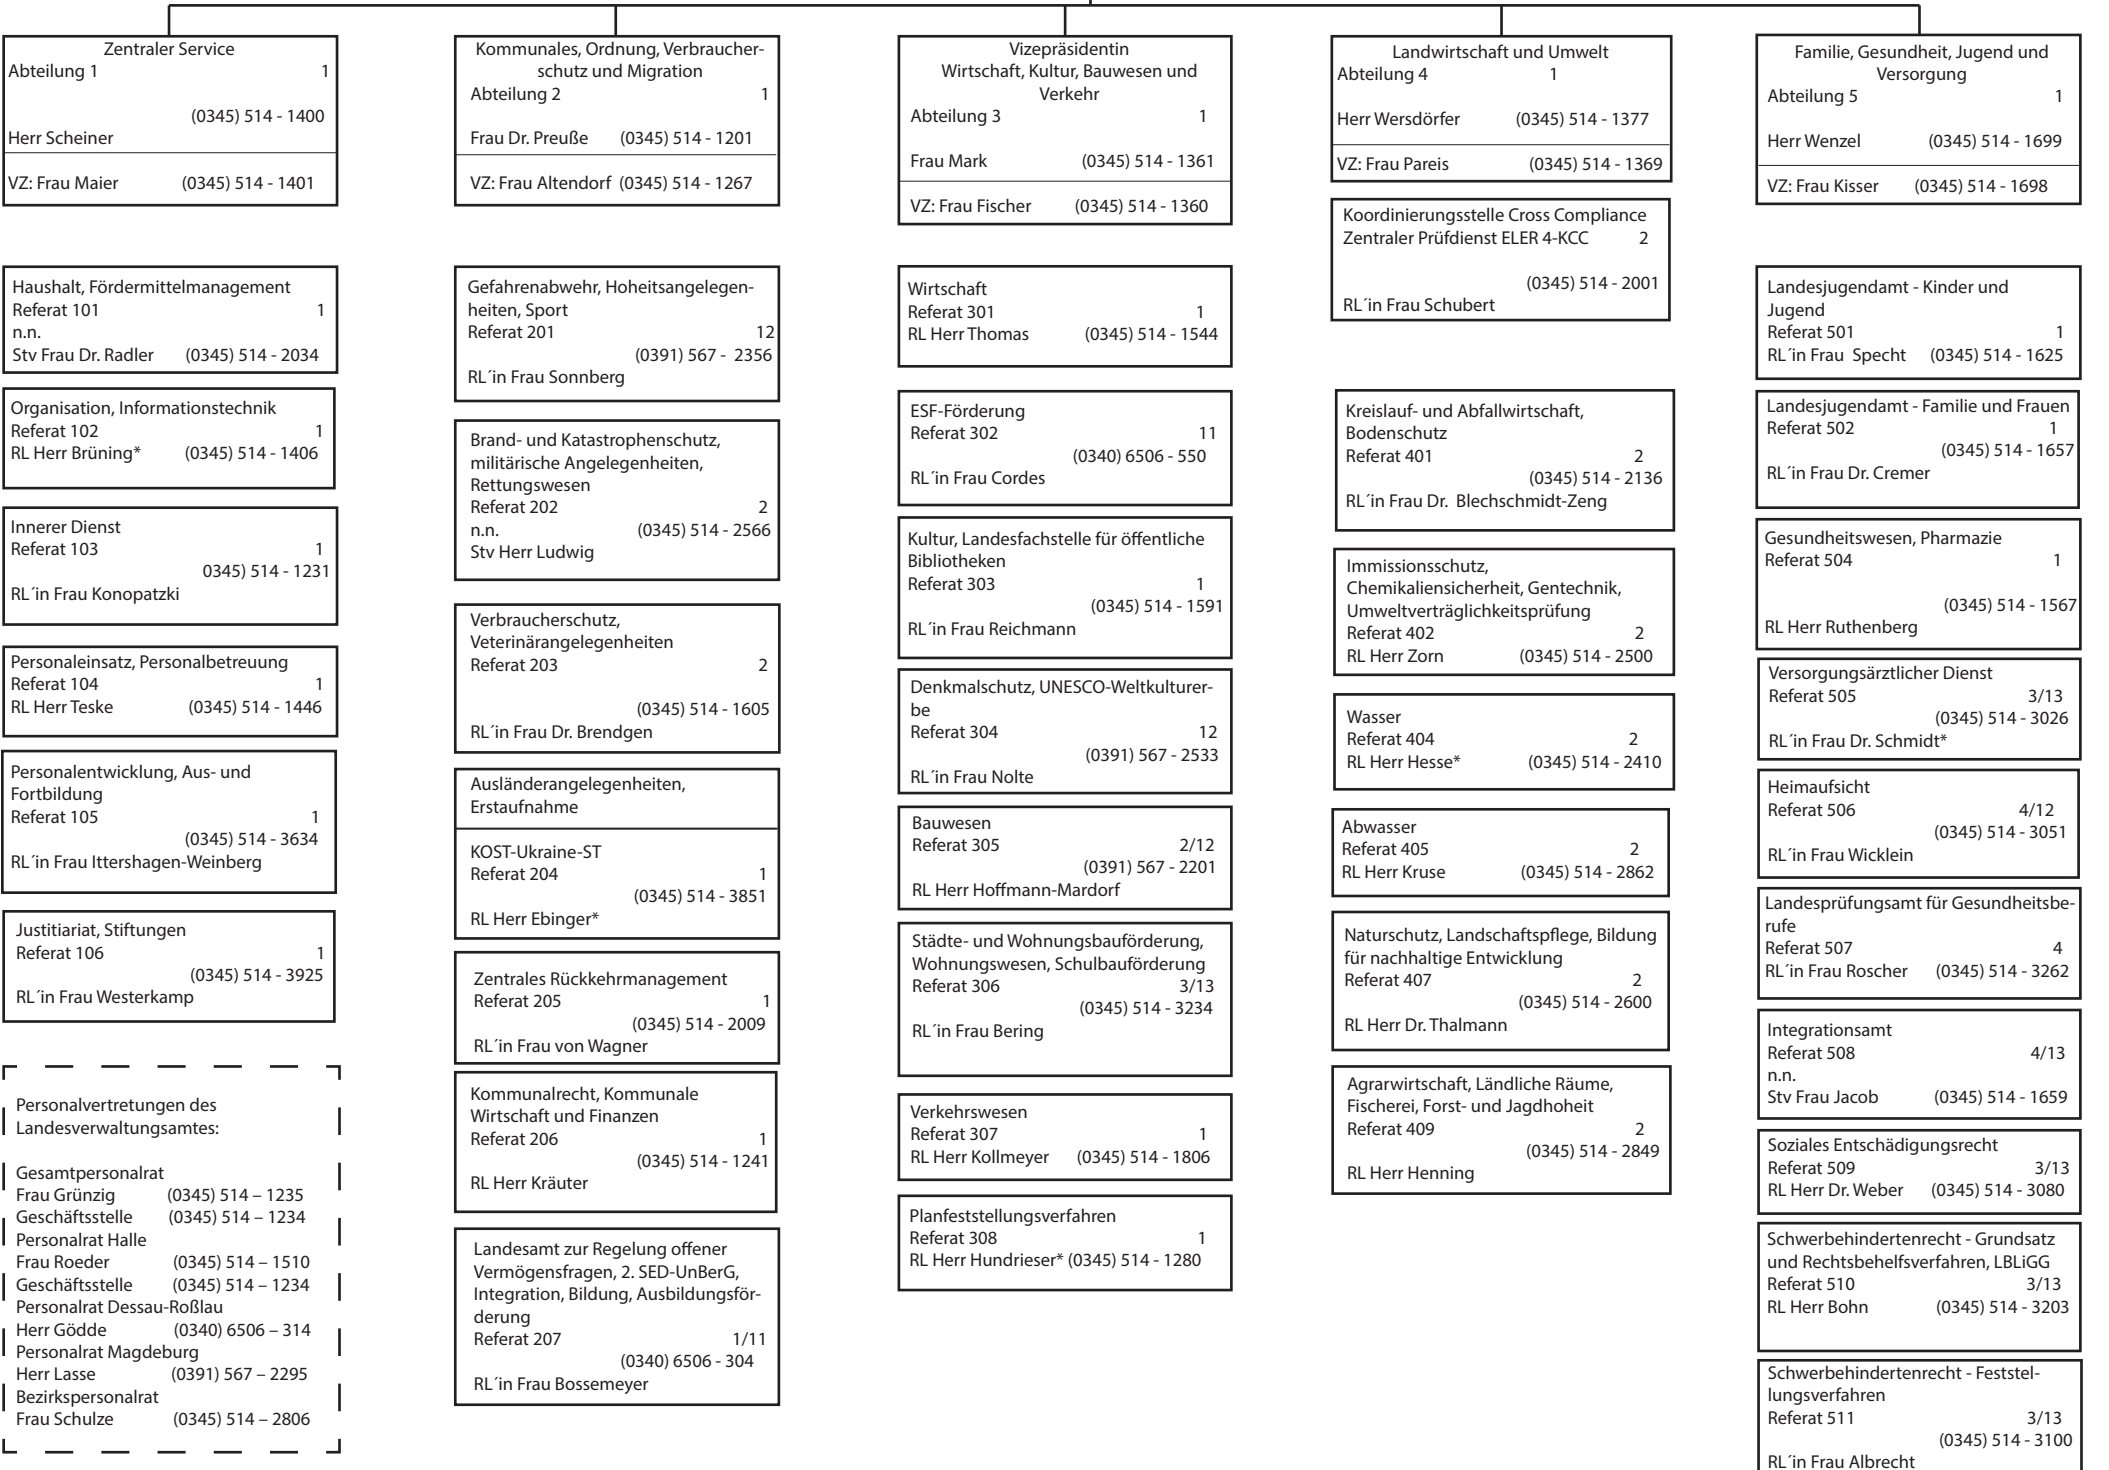 Zentraler Service
Abteilung 1 1
(0345) 514 - 1400
Herr Scheiner
VZ: Frau Maier (0345) 514 - 1401
Haushalt, Fördermittelmanagement
Referat 101 1
n.n.
Stv Frau Dr. Radler (0345) 514 - 2034
Organisation, Informationstechnik
Referat 102 1
RL Herr Brüning* (0345) 514 - 1406
Innerer Dienst
Referat 103 1
0345) 514 - 1231
RL´in Frau Konopatzki
Personaleinsatz, Personalbetreuung
Referat 104 1
RL Herr Teske (0345) 514 - 1446
Personalentwicklung, Aus- und
Fortbildung
Referat 105 1
(0345) 514 - 3634
RL´in Frau Ittershagen-Weinberg
Justitiariat, Stiftungen
Referat 106 1
(0345) 514 - 3925
RL´in Frau Westerkamp
Personalvertretungen des
Landesverwaltungsamtes:
Gesamtpersonalrat
Frau Grünzig (0345) 514 – 1235
Geschäftsstelle (0345) 514 – 1234
Personalrat Halle
Frau Roeder (0345) 514 – 1510
Geschäftsstelle (0345) 514 – 1234
Personalrat Dessau-Roßlau
Herr Gödde (0340) 6506 – 314
Personalrat Magdeburg
Herr Lasse (0391) 567 – 2295
Bezirkspersonalrat
Frau Schulze (0345) 514 – 2806
Kommunales, Ordnung, Verbraucher-
schutz und Migration
Abteilung 2 1
Frau Dr. Preuße (0345) 514 - 1201
VZ: Frau Altendorf (0345) 514 - 1267
Gefahrenabwehr, Hoheitsangelegen-
heiten, Sport
Referat 201 12
(0391) 567 - 2356
RL´in Frau Sonnberg
Brand- und Katastrophenschutz,
militärische Angelegenheiten,
Rettungswesen
Referat 202 2
n.n. (0345) 514 - 2566
Stv Herr Ludwig
Verbraucherschutz,
Veterinärangelegenheiten
Referat 203 2
(0345) 514 - 1605
RL´in Frau Dr. Brendgen
Ausländerangelegenheiten,
Erstaufnahme
KOST-Ukraine-ST
Referat 204 1
(0345) 514 - 3851
RL Herr Ebinger*
Zentrales Rückkehrmanagement
Referat 205 1
(0345) 514 - 2009
RL´in Frau von Wagner
Kommunalrecht, Kommunale
Wirtschaft und Finanzen
Referat 206 1
(0345) 514 - 1241
RL Herr Kräuter
Landesamt zur Regelung offener
Vermögensfragen, 2. SED-UnBerG,
Integration, Bildung, Ausbildungsför-
derung
Referat 207 1/11
(0340) 6506 - 304
RL´in Frau Bossemeyer
Vizepräsidentin
Wirtschaft, Kultur, Bauwesen und
Verkehr
Abteilung 3 1
Frau Mark (0345) 514 - 1361
VZ: Frau Fischer (0345) 514 - 1360
Wirtschaft
Referat 301 1
RL Herr Thomas (0345) 514 - 1544
ESF-Förderung
Referat 302 11
(0340) 6506 - 550
RL´in Frau Cordes
Kultur, Landesfachstelle für öffentliche
Bibliotheken
Referat 303 1
(0345) 514 - 1591
RL´in Frau Reichmann
Denkmalschutz, UNESCO-Weltkulturer-
be
Referat 304 12
(0391) 567 - 2533
RL´in Frau Nolte
Bauwesen
Referat 305 2/12
(0391) 567 - 2201
RL Herr Hoffmann-Mardorf
Städte- und Wohnungsbauförderung,
Wohnungswesen, Schulbauförderung
Referat 306 3/13
(0345) 514 - 3234
RL´in Frau Bering
Verkehrswesen
Referat 307 1
RL Herr Kollmeyer (0345) 514 - 1806
Planfeststellungsverfahren
Referat 308 1
RL Herr Hundrieser* (0345) 514 - 1280
Landwirtschaft und Umwelt
Abteilung 4 1
Herr Wersdörfer (0345) 514 - 1377
VZ: Frau Pareis (0345) 514 - 1369
Koordinierungsstelle Cross Compliance
Zentraler Prüfdienst ELER 4-KCC 2
(0345) 514 - 2001
RL´in Frau Schubert
Kreislauf- und Abfallwirtschaft,
Bodenschutz
Referat 401 2
(0345) 514 - 2136
RL´in Frau Dr. Blechschmidt-Zeng
Immissionsschutz,
Chemikaliensicherheit, Gentechnik,
Umweltverträglichkeitsprüfung
Referat 402 2
RL Herr Zorn (0345) 514 - 2500
Wasser
Referat 404 2
RL Herr Hesse* (0345) 514 - 2410
Abwasser
Referat 405 2
RL Herr Kruse (0345) 514 - 2862
Naturschutz, Landschaftspflege, Bildung
für nachhaltige Entwicklung
Referat 407 2
(0345) 514 - 2600
RL Herr Dr. Thalmann
Agrarwirtschaft, Ländliche Räume,
Fischerei, Forst- und Jagdhoheit
Referat 409 2
(0345) 514 - 2849
RL Herr Henning
Familie, Gesundheit, Jugend und
Versorgung
Abteilung 5 1
Herr Wenzel (0345) 514 - 1699
VZ: Frau Kisser (0345) 514 - 1698
Landesjugendamt - Kinder und
Jugend
Referat 501 1
RL´in Frau Specht (0345) 514 - 1625
Landesjugendamt - Familie und Frauen
Referat 502 1
(0345) 514 - 1657
RL´in Frau Dr. Cremer
Gesundheitswesen, Pharmazie
Referat 504 1
(0345) 514 - 1567
RL Herr Ruthenberg
Versorgungsärztlicher Dienst
Referat 505 3/13
(0345) 514 - 3026
RL´in Frau Dr. Schmidt*
Heimaufsicht
Referat 506 4/12
(0345) 514 - 3051
RL´in Frau Wicklein
Landesprüfungsamt für Gesundheitsbe-
rufe
Referat 507 4
RL´in Frau Roscher (0345) 514 - 3262
Integrationsamt
Referat 508 4/13
n.n.
Stv Frau Jacob (0345) 514 - 1659
Soziales Entschädigungsrecht
Referat 509 3/13
RL Herr Dr. Weber (0345) 514 - 3080
Schwerbehindertenrecht - Grundsatz
und Rechtsbehelfsverfahren, LBLiGG
Referat 510 3/13
RL Herr Bohn (0345) 514 - 3203
Schwerbehindertenrecht - Feststel-
lungsverfahren
Referat 511 3/13
(0345) 514 - 3100
RL´in Frau Albrecht